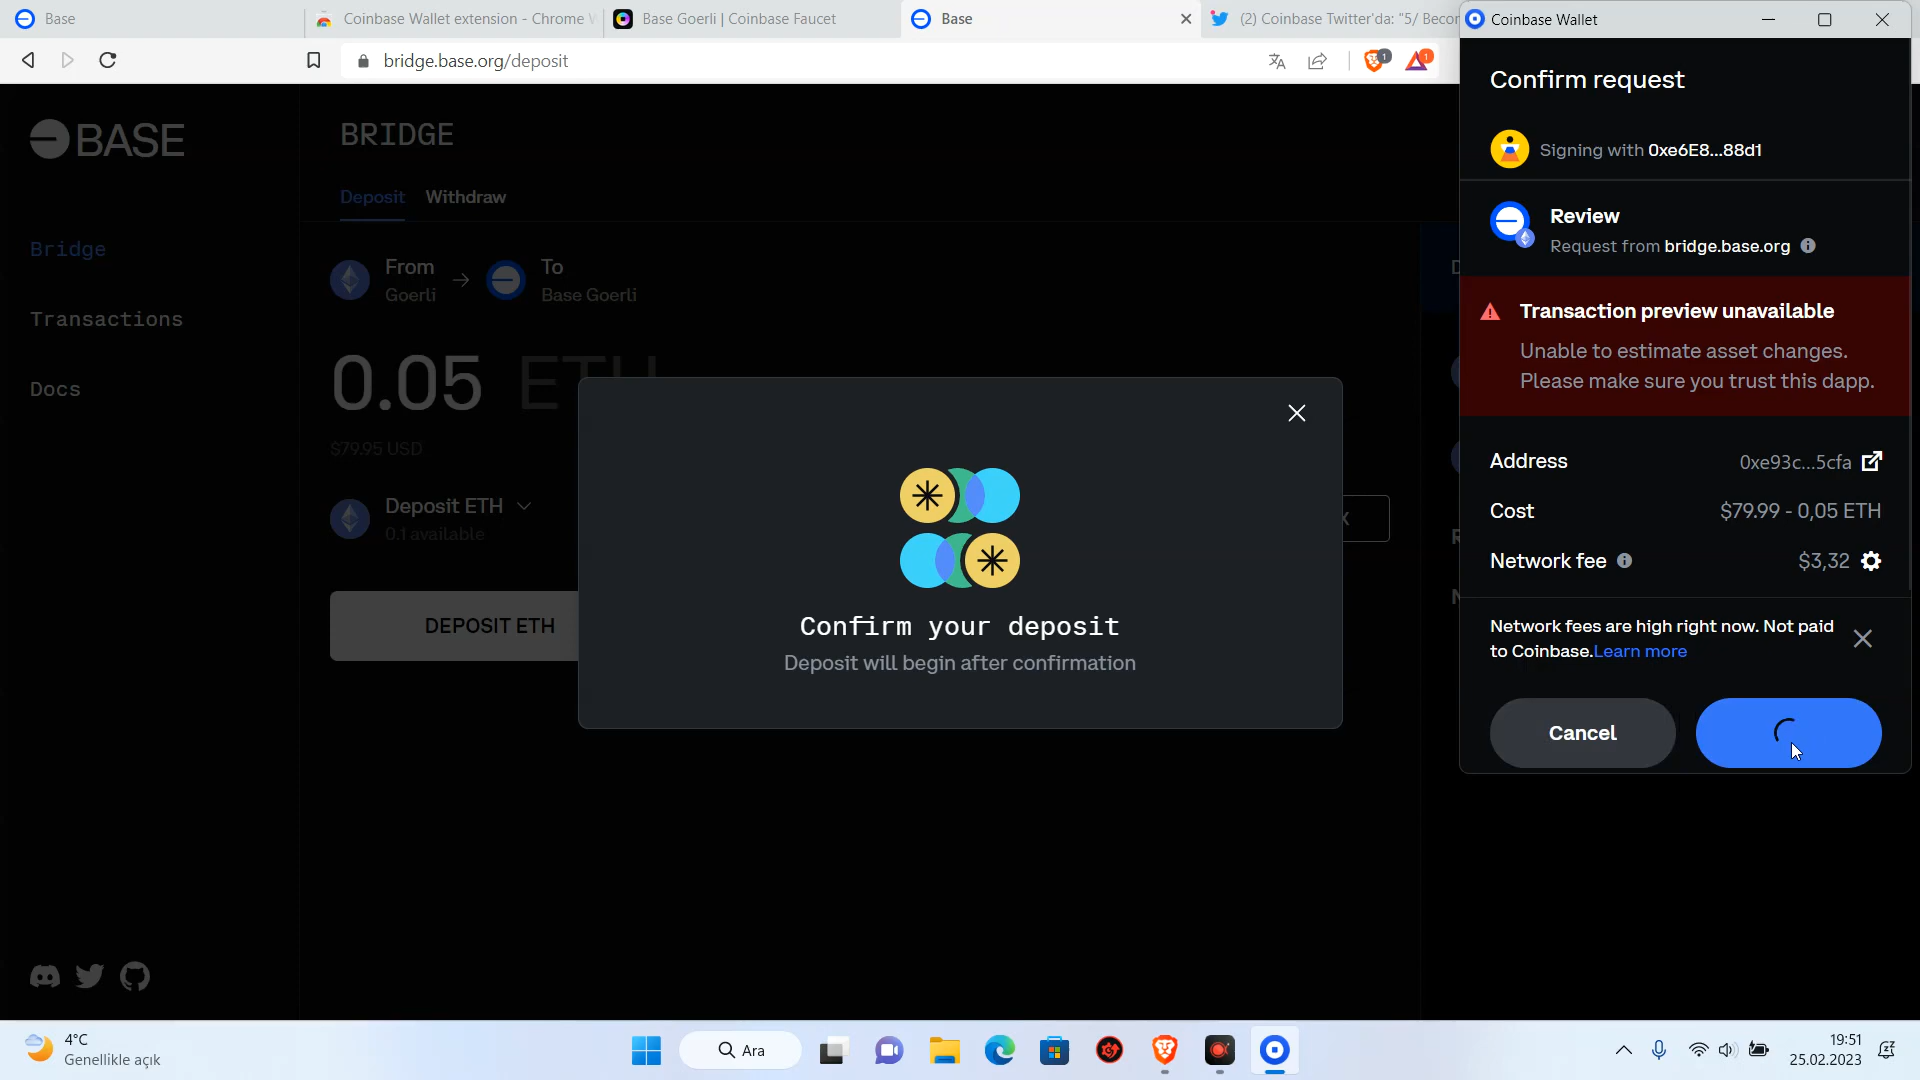 Base
Coinbase Wallet extension - Chrome W
Base Goerli | Coinbase Faucet
Base
(2) Coinbase Twitter'da: "5/ Becor
Coinbase Wallet
bridge.base.org/deposit
1
1
BASE
Bridge
Transactions
Docs
BRIDGE
Deposit
Withdraw
From
Goerli
To
Base Goerli
0.05 ETH
$79.95 USD
Deposit ETH
0.1 available
DEPOSIT ETH
Confirm your deposit
Deposit will begin after confirmation
Confirm request
Signing with 0xe6E8...88d1
Review
Request from bridge.base.org
Transaction preview unavailable
Unable to estimate asset changes.
Please make sure you trust this dapp.
Address
0xe93c...5cfa
Cost
$79.99 - 0,05 ETH
Network fee
$3,32
Network fees are high right now. Not paid
to Coinbase.Learn more
Cancel
4°C
Genellikle açık
Ara
19:51
25.02.2023